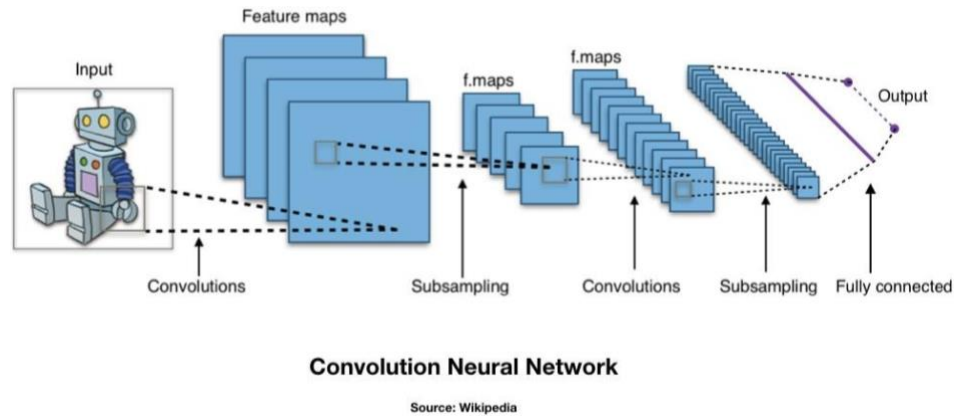 Feature maps
Input
f.maps
f.maps
Output
Convolutions
Subsampling
Convolutions
Subsampling
Fully connected
Convolution Neural Network
Source: Wikipedia